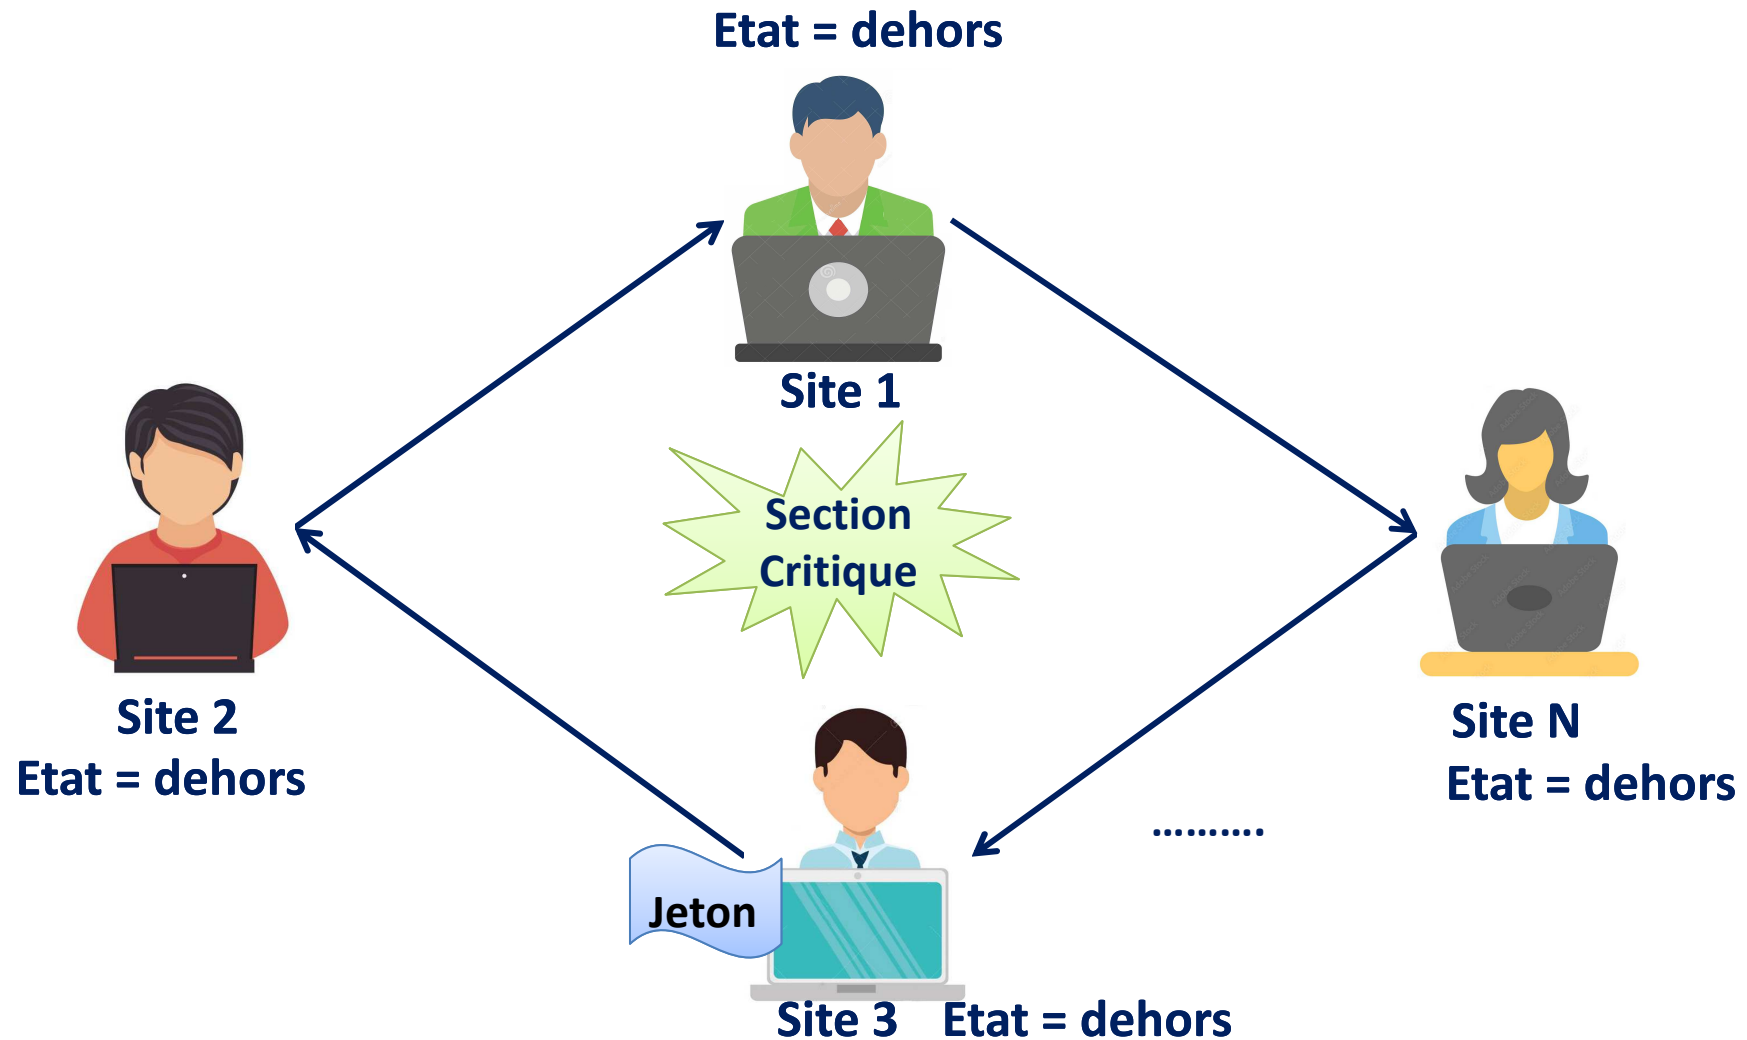 Etat = dehors
Site 1
Section
Critique
Site 2
Etat = dehors
Site N
Etat = dehors
..........
Jeton
Site 3 Etat = dehors